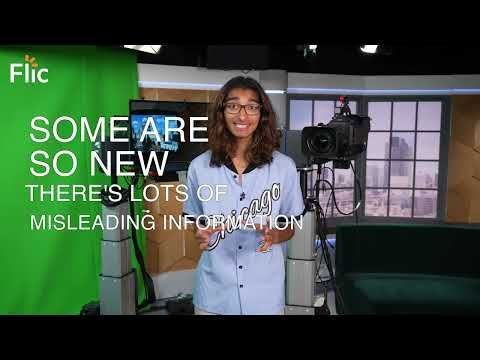 Flic
SOME ARE
SO NEW
THERE'S LOTS OF
MISLEADING INFORMATION
Chicago